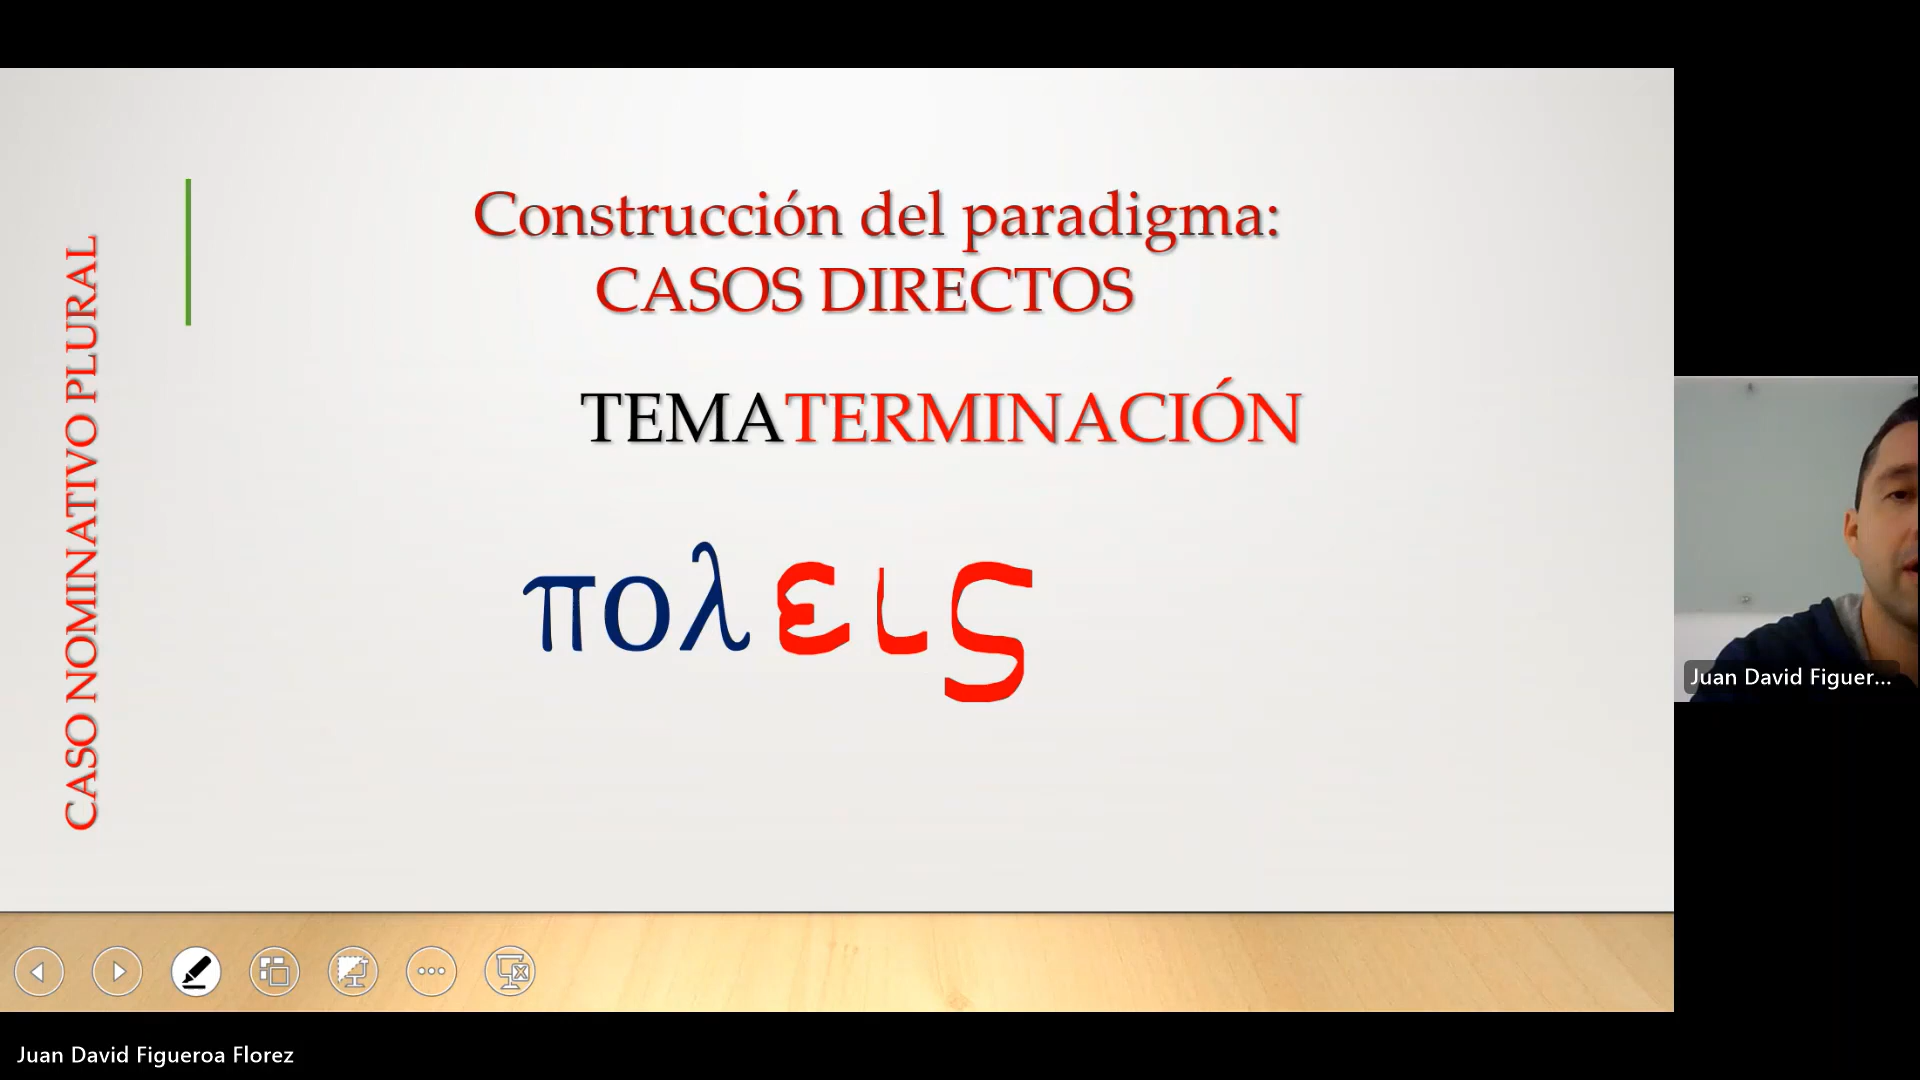 Construcción del paradigma:
CASOS DIRECTOS
CASO NOMINATIVO PLURAL
TEMATERMINACIÓN
πολεις
Juan David Figuer...
Juan David Figueroa Florez